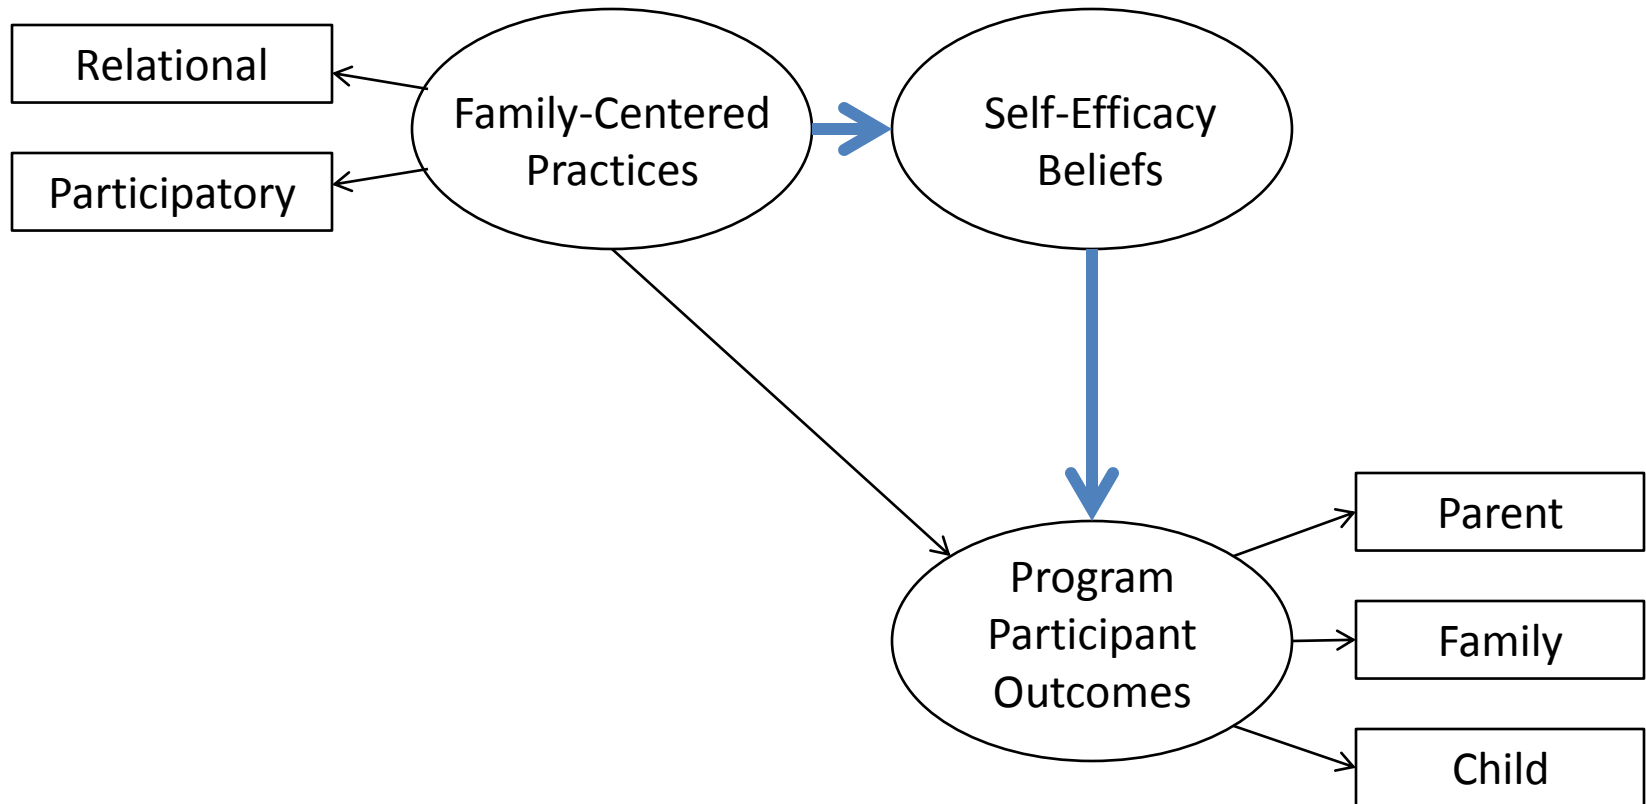 Relational
Participatory
Family-Centered
Practices
Self-Efficacy
Beliefs
Program
Participant
Outcomes
Parent
Family
Child